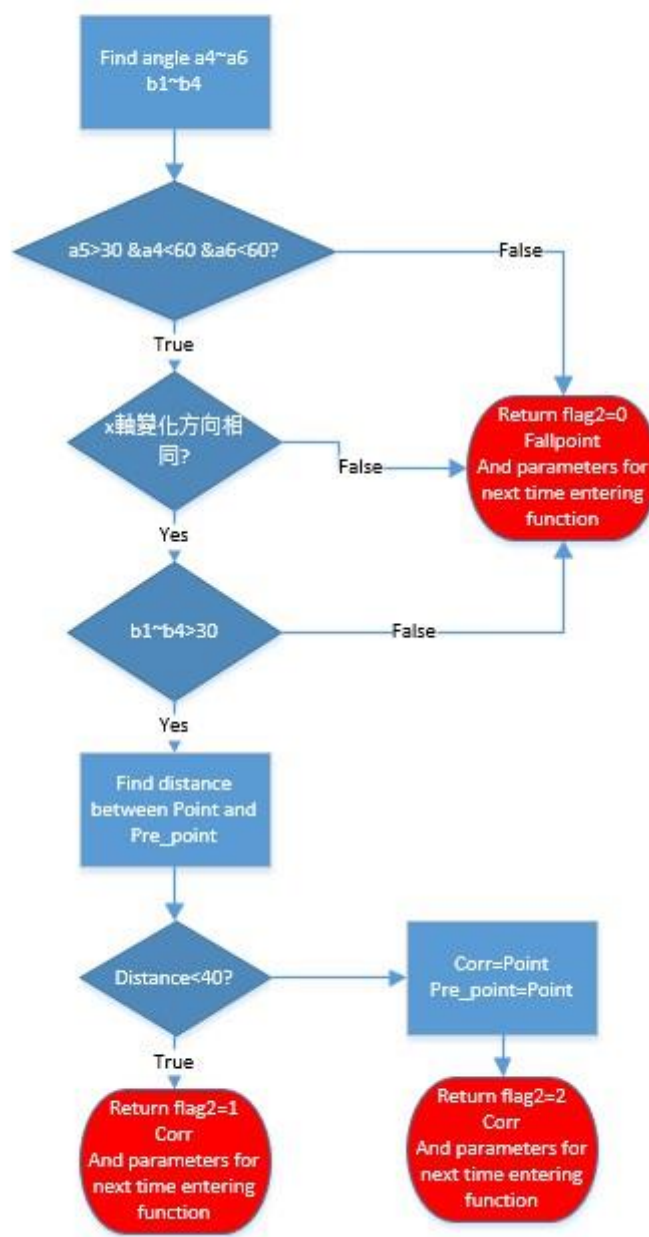 Find angle a4~a6
b1~b4
a5>30 &a4<60 &a6<60?
False
True
x軸變化方向相
同?
False
Return flag2=0
Fallpoint
And parameters for
next time entering
function
Yes
b1~b4>30
False
Yes
Find distance
between Point and
Pre_point
Distance<40?
Corr=Point
Pre_point=Point
True
Return flag2=1
Corr
And parameters for
next time entering
function
Return flag2=2
Corr
And parameters for
next time entering
function